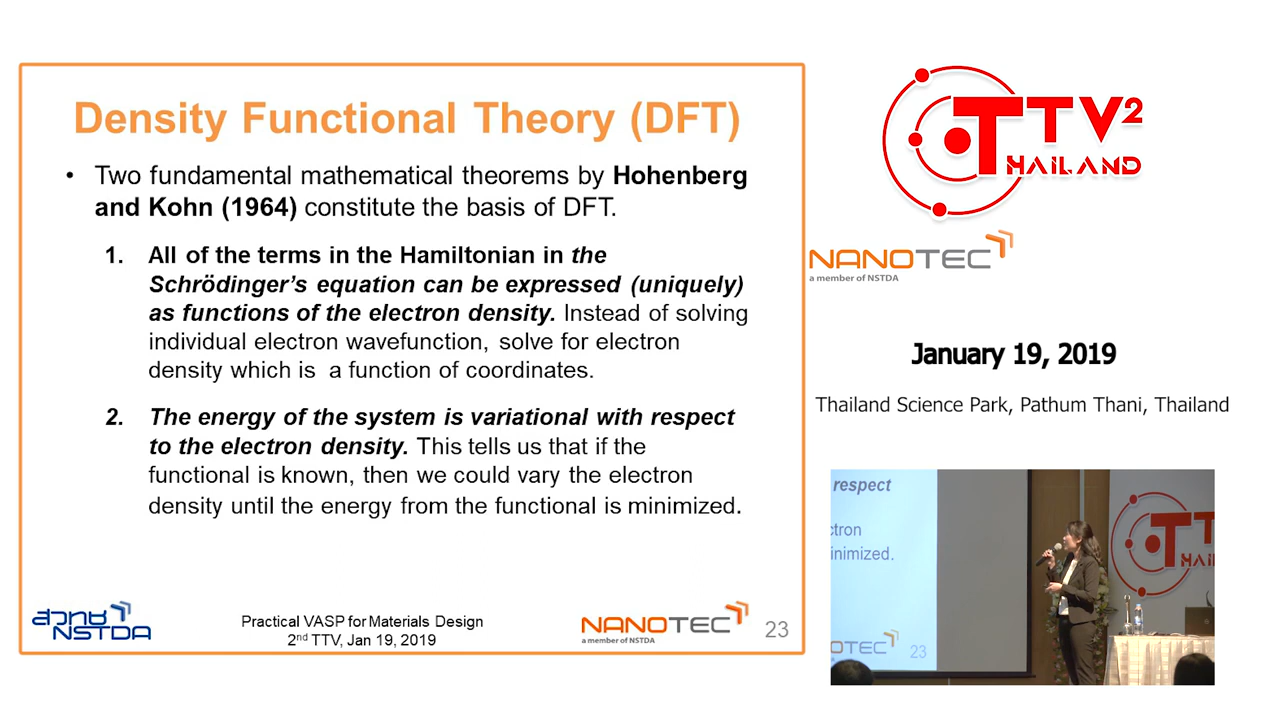 Density Functional Theory (DFT)
• Two fundamental mathematical theorems by Hohenberg
and Kohn (1964) constitute the basis of DFT.
1. All of the terms in the Hamiltonian in the
Schrödinger's equation can be expressed (uniquely)
as functions of the electron density. Instead of solving
individual electron wavefunction, solve for electron
density which is a function of coordinates.
2. The energy of the system is variational with respect
to the electron density. This tells us that if the
functional is known, then we could vary the electron
density until the energy from the functional is minimized.
สวทช
NSTDA
Practical VASP for Materials Design
2nd TTV, Jan 19, 2019
NANOTEC
a member of NSTDA
23
TTV2
THAILAND
NANOTEC
a member of NSTDA
January 19, 2019
Thailand Science Park, Pathum Thani, Thailand
respect
ctron
inimized.
OTEC
23
TT
HAIL